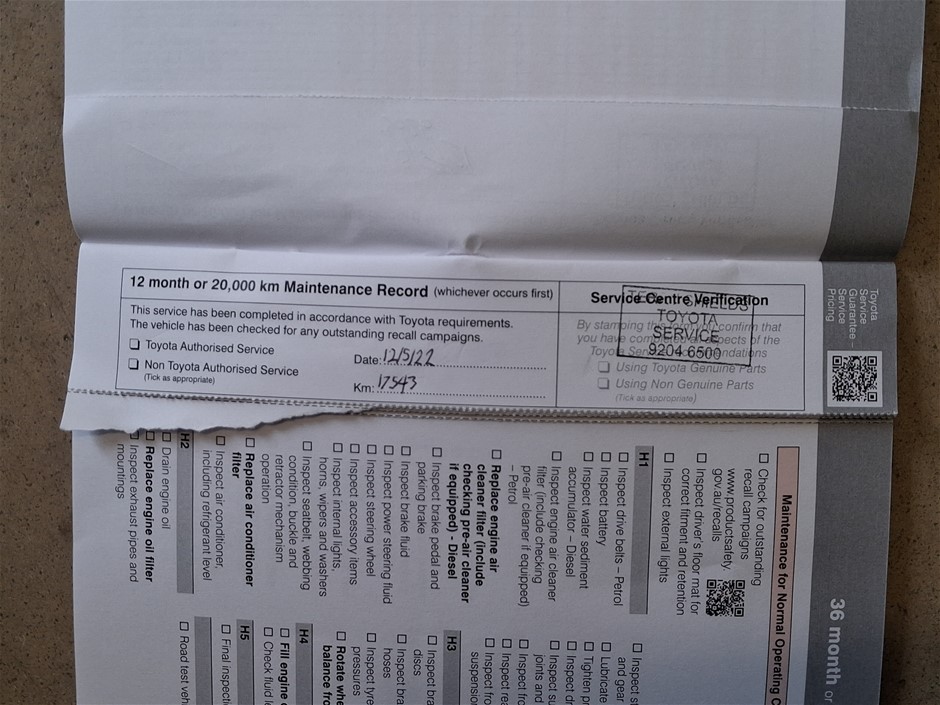 12 month or 20,000 km Maintenance Record (whichever occurs first)
This service has been completed in accordance with Toyota requirements.
The vehicle has been checked for any outstanding recall campaigns.
Toyota Authorised Service
Non Toyota Authorised Service
(Tick as appropriate)
Date: 12/5/22
Km: 17543
Service Centre Verification
By stamping this form you confirm that
you have completed all aspects of the
Using Toyota Genuine Parts
Using Non Genuine Parts
(Tick as appropriate)
SHIELDS
TOYOTA
SERVICE
9204 6500
Toyota
Service
Guarantee
Service
Pricing
36 month or
Maintenance for Normal Operating
Check for outstanding
recall campaigns
www.productsafety.
gov.au/recalls
Inspect driver's floor mat for
correct fitment and retention
Inspect external lights
H1
Inspect drive belts – Petrol
Inspect battery
Inspect water sediment
accumulator – Diesel
Inspect engine air cleaner
filter (include checking
pre-air cleaner if equipped)
– Petrol
Replace engine air
cleaner filter (include
checking pre-air cleaner
if equipped) - Diesel
Inspect brake pedal and
parking brake
Inspect brake fluid
Inspect power steering fluid
Inspect steering wheel
Inspect accessory items
Inspect internal lights,
horns, wipers and washers
Inspect seatbelt, webbing
condition, buckle and
retractor mechanism
operation
Replace air conditioner
filter
Inspect air conditioner,
including refrigerant level
H2
Drain engine oil
Replace engine oil filter
Inspect exhaust pipes and
mountings
Inspect
and gear
Lubricate
Tighten
Inspect
Inspect
joints and
Inspect
Inspect
Inspect
Inspect
suspension
H3
Inspect
discs
Inspect
hoses
Inspect tyre
pressures
Rotate
balance
H4
Fill engine
Check fluid
H5
Final
Road test